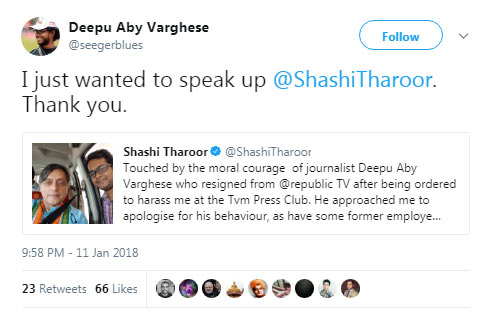 Deepu Aby Varghese
@seegerblues
Follow
I just wanted to speak up @ShashiTharoor.
Thank you.
Shashi Tharoor @ShashiTharoor
Touched by the moral courage of journalist Deepu Aby
Varghese who resigned from @republic TV after being ordered
to harass me at the Tvm Press Club. He approached me to
apologise for his behaviour, as have some former employe...
9:58 PM - 11 Jan 2018
23 Retweets 66 Likes